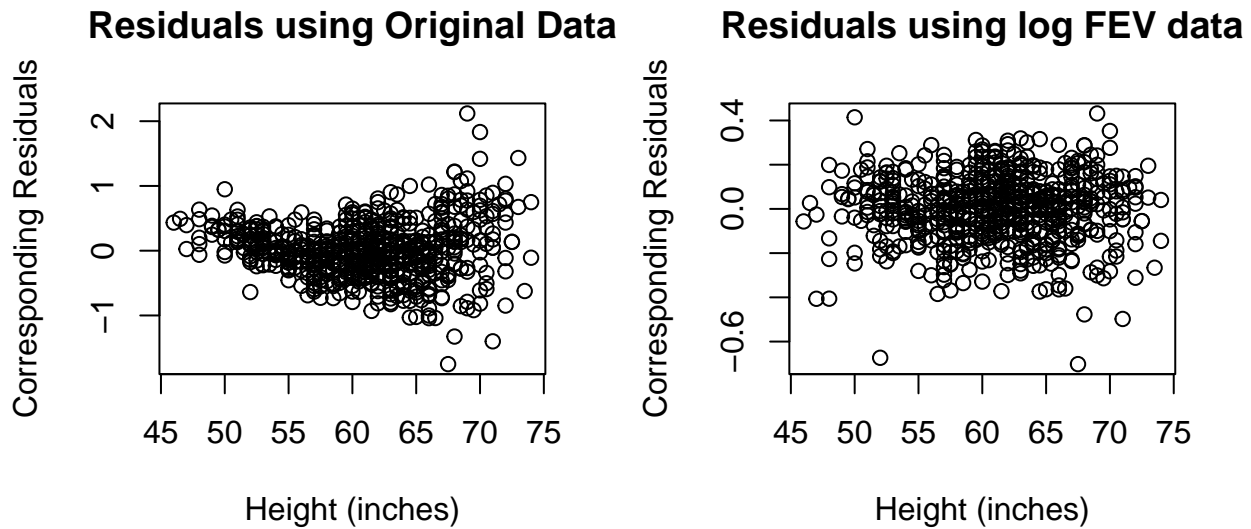 Residuals using Original Data
Corresponding Residuals
2
1
0
−1
45 50 55 60 65 70 75
Height (inches)
Residuals using log FEV data
Corresponding Residuals
0.4
0.0
−0.6
45 50 55 60 65 70 75
Height (inches)